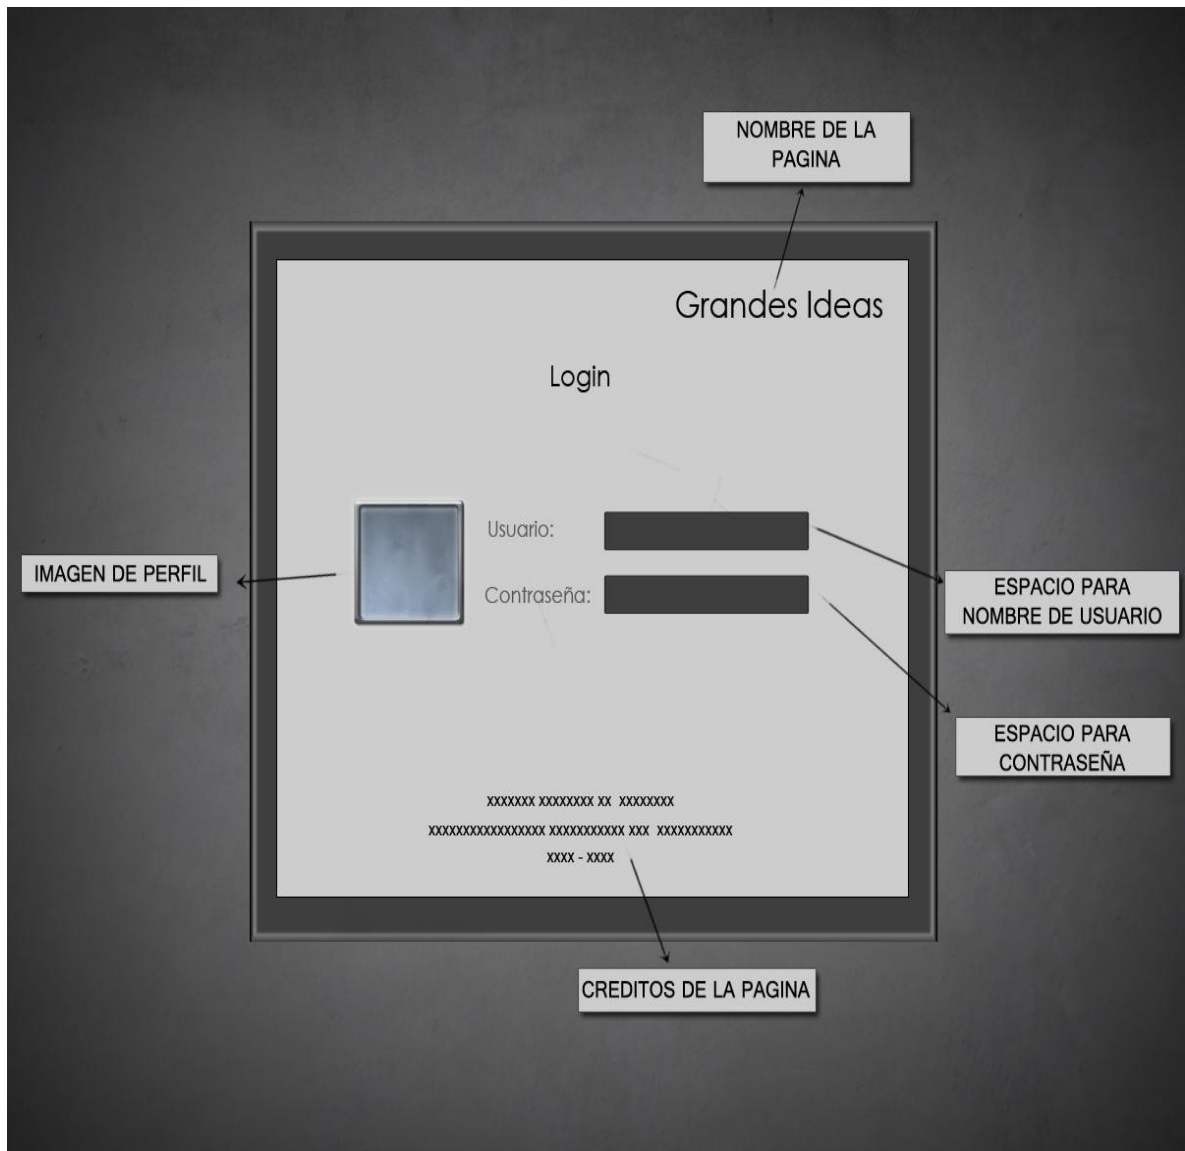 NOMBRE DE LA
PAGINA
Grandes Ideas
Login
Usuario:
Contraseña:
IMAGEN DE PERFIL
ESPACIO PARA
NOMBRE DE USUARIO
ESPACIO PARA
CONTRASEÑA
xxxxxxx xxxxxxxx xx xxxxxxxx
xxxxxxxxxxxxxxxxx xxxxxxxxxxx xxx xxxxxxxxxxx
xxxx - xxxx
CREDITOS DE LA PAGINA